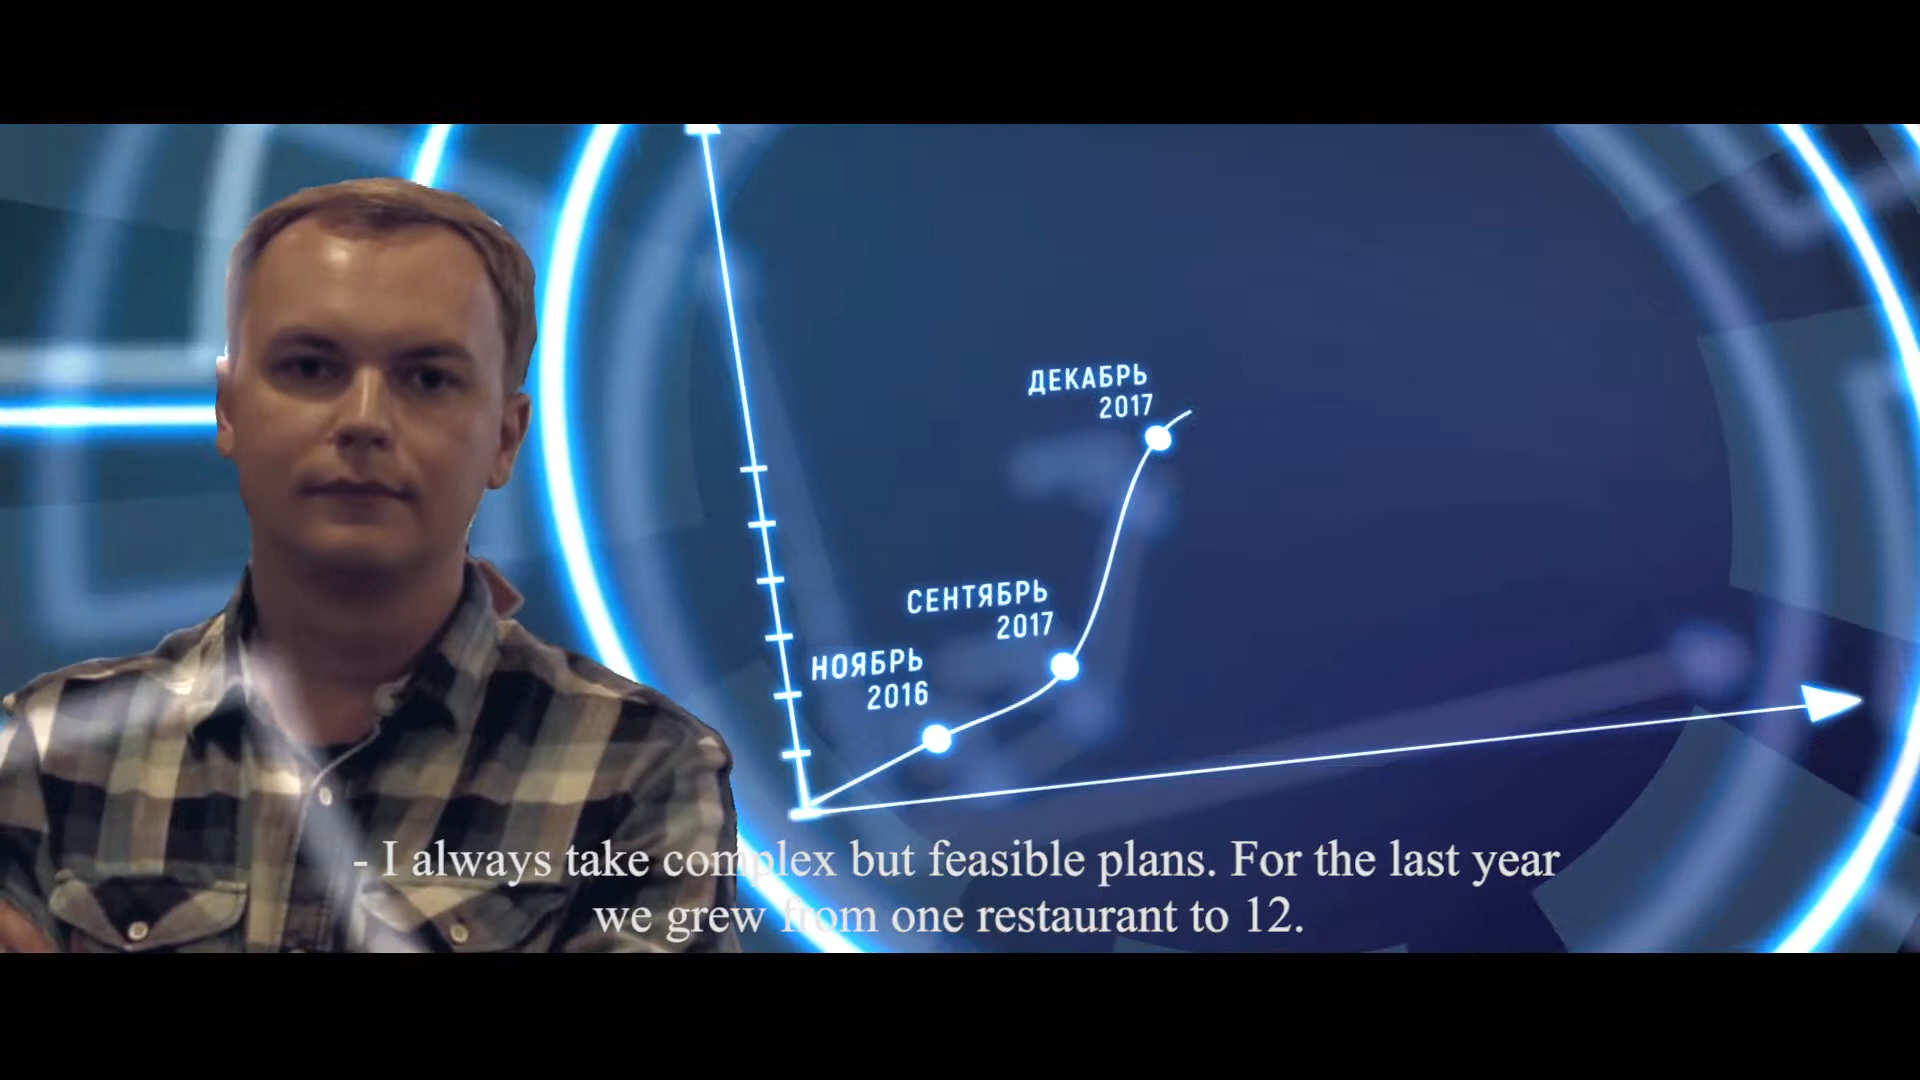 ДЕКАБРЬ
2017
СЕНТЯБРЬ
2017
НОЯБРЬ
2016
- I always take complex but feasible plans. For the last year
we grew from one restaurant to 12.